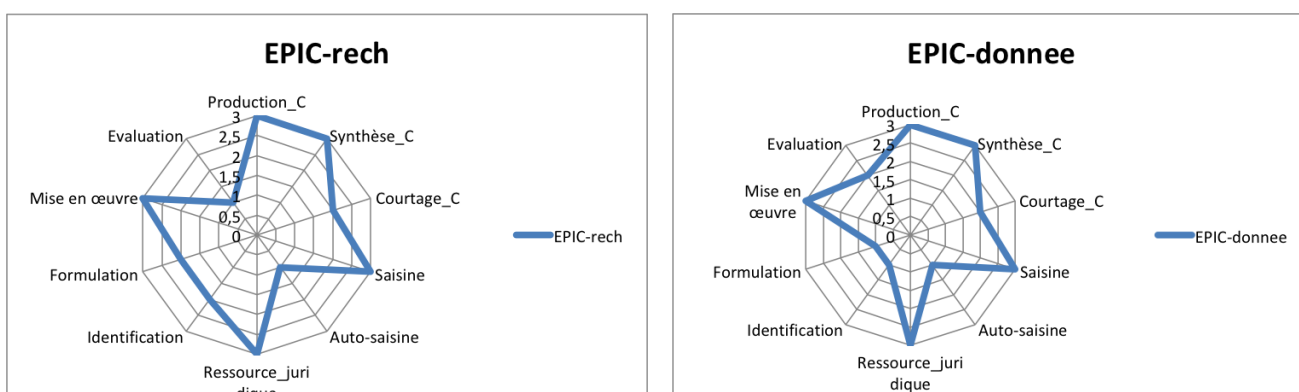 EPIC-rech
Production_C
3
Evaluation
2,5
Synthèse_C
2
Mise en œuvre
1,5
Courtage_C
1
0,5
0
EPIC-rech
Formulation
Saisine
Identification
Auto-saisine
Ressource_juri
dique
EPIC-donnee
Production_C
3
Evaluation
2,5
Synthèse_C
2
Mise en
œuvre
1,5
Courtage_C
1
0,5
0
EPIC-donnee
Formulation
Saisine
Identification
Auto-saisine
Ressource_juri
dique